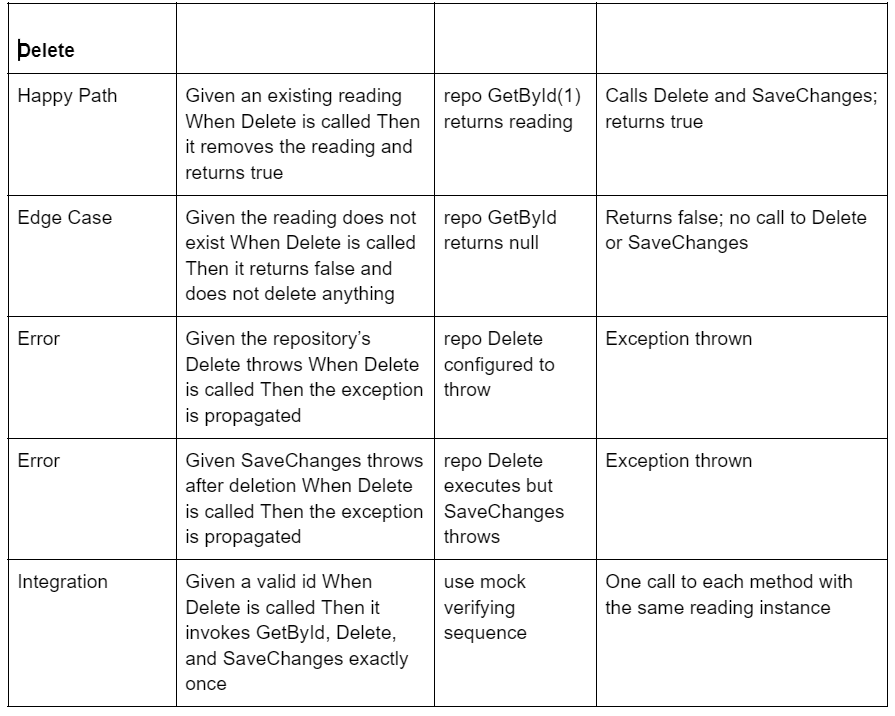 Delete
Happy Path
Given an existing reading
When Delete is called Then
it removes the reading and
returns true
repo GetById(1)
returns reading
Calls Delete and SaveChanges;
returns true
Edge Case
Given the reading does not
exist When Delete is called
Then it returns false and
does not delete anything
repo GetById
returns null
Returns false; no call to Delete
or SaveChanges
Error
Given the repository’s
Delete throws When Delete
is called Then the exception
is propagated
repo Delete
configured to
throw
Exception thrown
Error
Given SaveChanges throws
after deletion When Delete
is called Then the exception
is propagated
repo Delete
executes but
SaveChanges
throws
Exception thrown
Integration
Given a valid id When
Delete is called Then it
invokes GetById, Delete,
and SaveChanges exactly
once
use mock
verifying
sequence
One call to each method with
the same reading instance